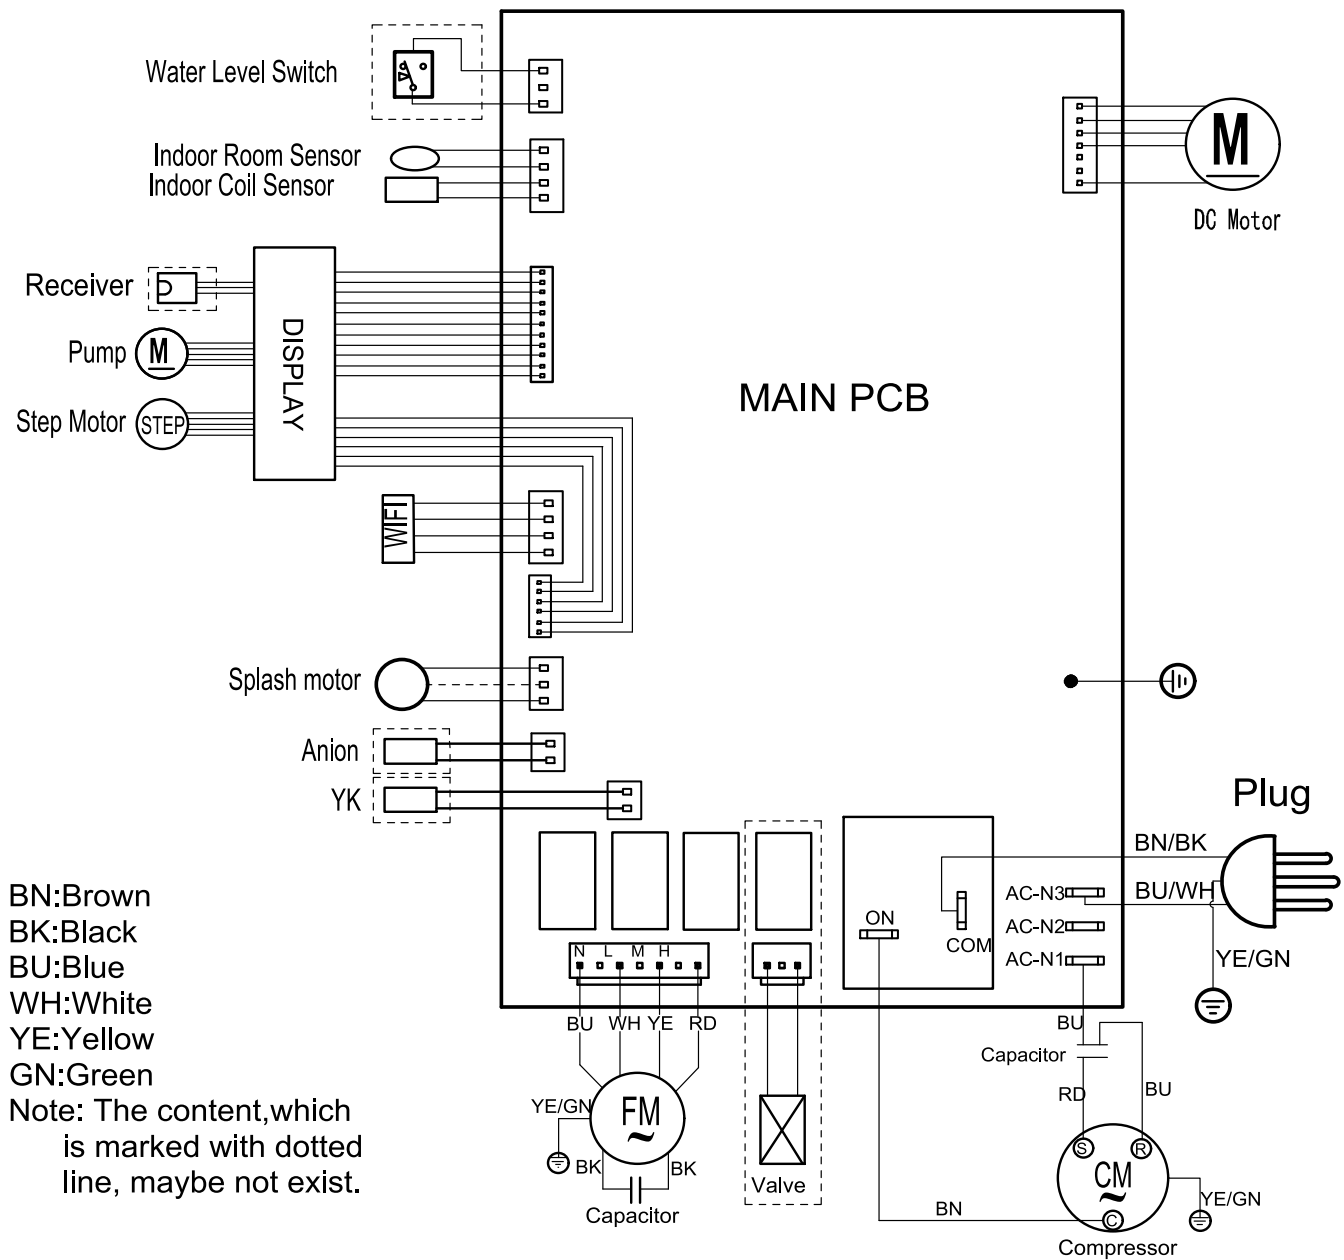 Water Level Switch
M
DC Motor
Indoor Room Sensor
Indoor Coil Sensor
Receiver
Pump
M
Step Motor
STEP
DISPLAY
MAIN PCB
WIFI
Splash motor
Anion
YK
Plug
BN/BK
BU/WH
YE/GN
AC-N3
AC-N2
AC-N1
ON
COM
N L M H
BU WH YE RD
BU
Capacitor
RD
BU
YE/GN
FM
~
BK
BK
Capacitor
Valve
S
R
CM
~
C
BN
YE/GN
Compressor
BN:Brown
BK:Black
BU:Blue
WH:White
YE:Yellow
GN:Green
Note: The content,which
is marked with dotted
line, maybe not exist.